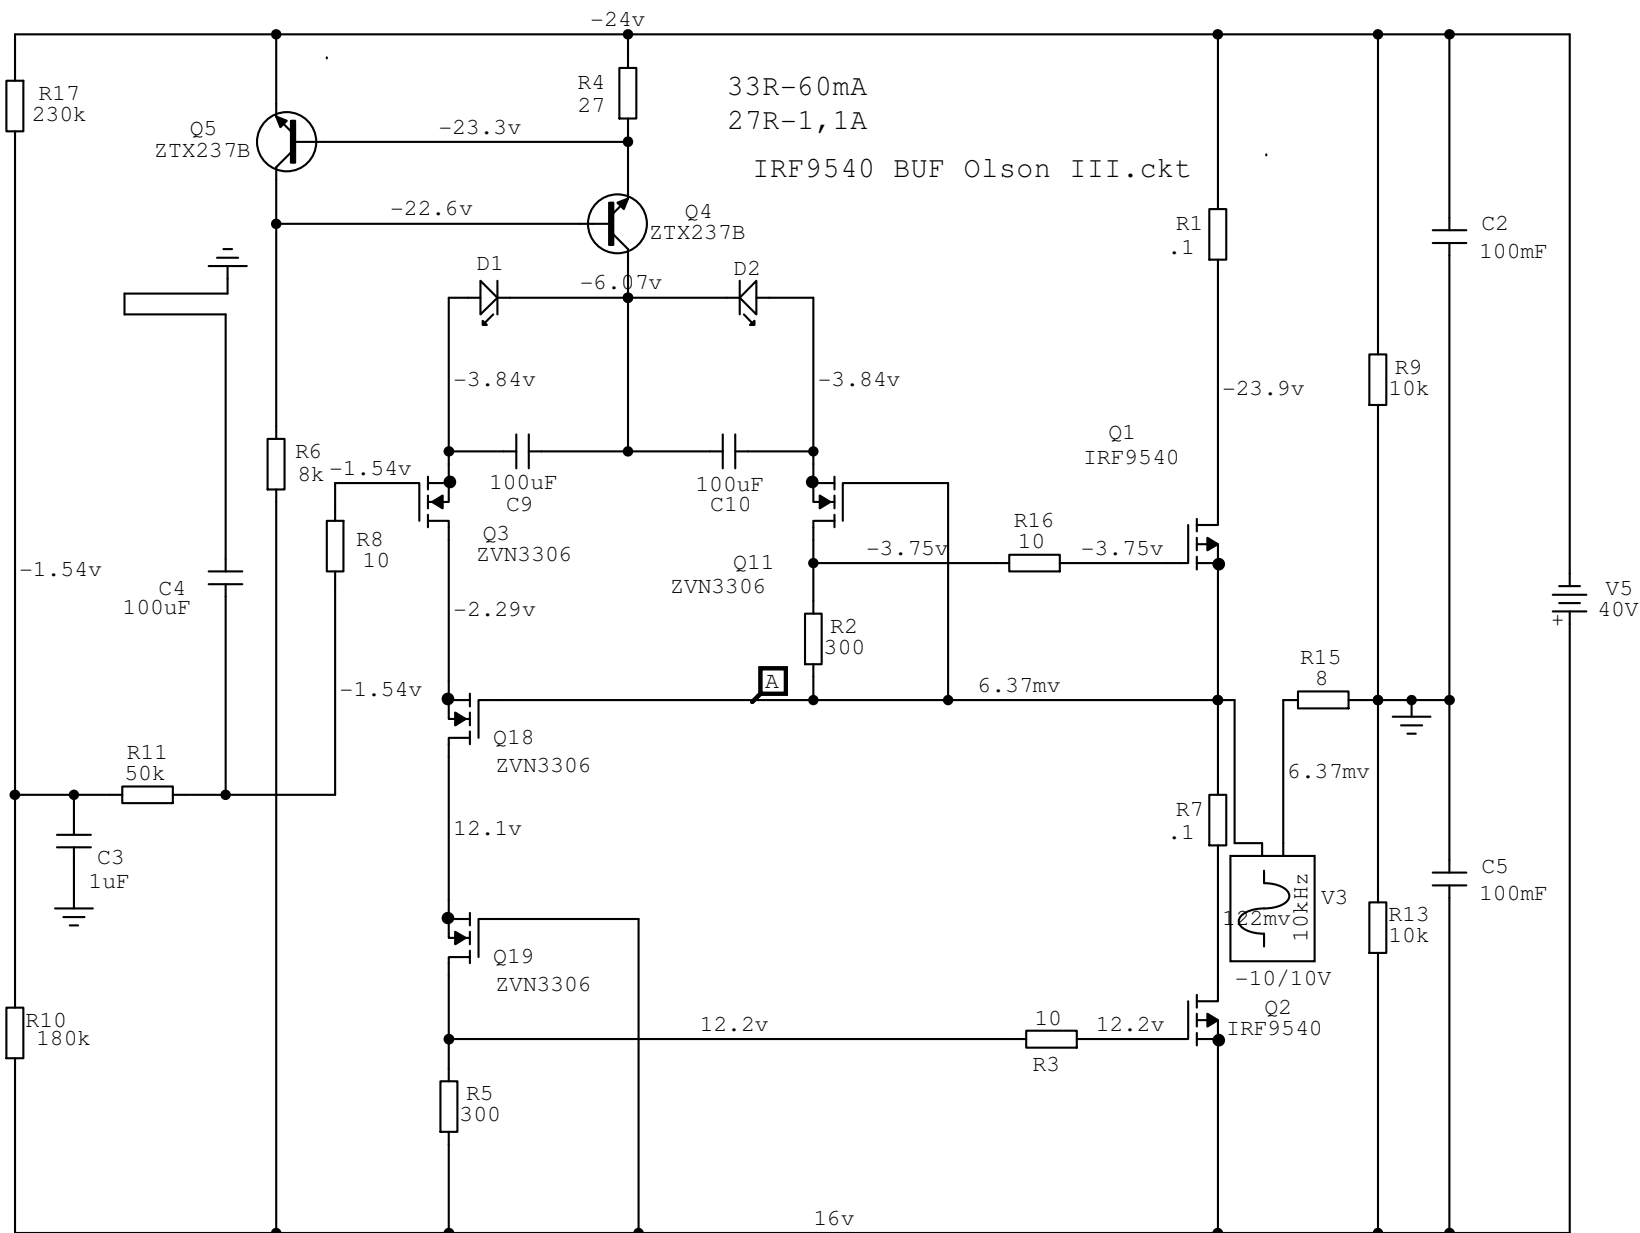 -24v
R17
230k
R4
27
33R-60mA
27R-1,1A
Q5
ZTX237B
-23.3v
IRF9540 BUF Olson III.ckt
-22.6v
Q4
ZTX237B
R1
.1
C2
100mF
D1
-6.07v
D2
-3.84v
-3.84v
-23.9v
R9
10k
R6
8k
-1.54v
100uF
C9
100uF
C10
Q1
IRF9540
R8
10
Q3
ZVN3306
-3.75v
R16
10
-3.75v
Q11
ZVN3306
-1.54v
C4
100uF
-2.29v
R2
300
V5
40V
+
-1.54v
A
6.37mv
R15
8
Q18
ZVN3306
R11
50k
6.37mv
12.1v
R7
.1
C3
1uF
C5
100mF
122mv
10kHz
V3
R13
10k
Q19
ZVN3306
-10/10V
R10
180k
12.2v
10
R3
12.2v
Q2
IRF9540
R5
300
16v